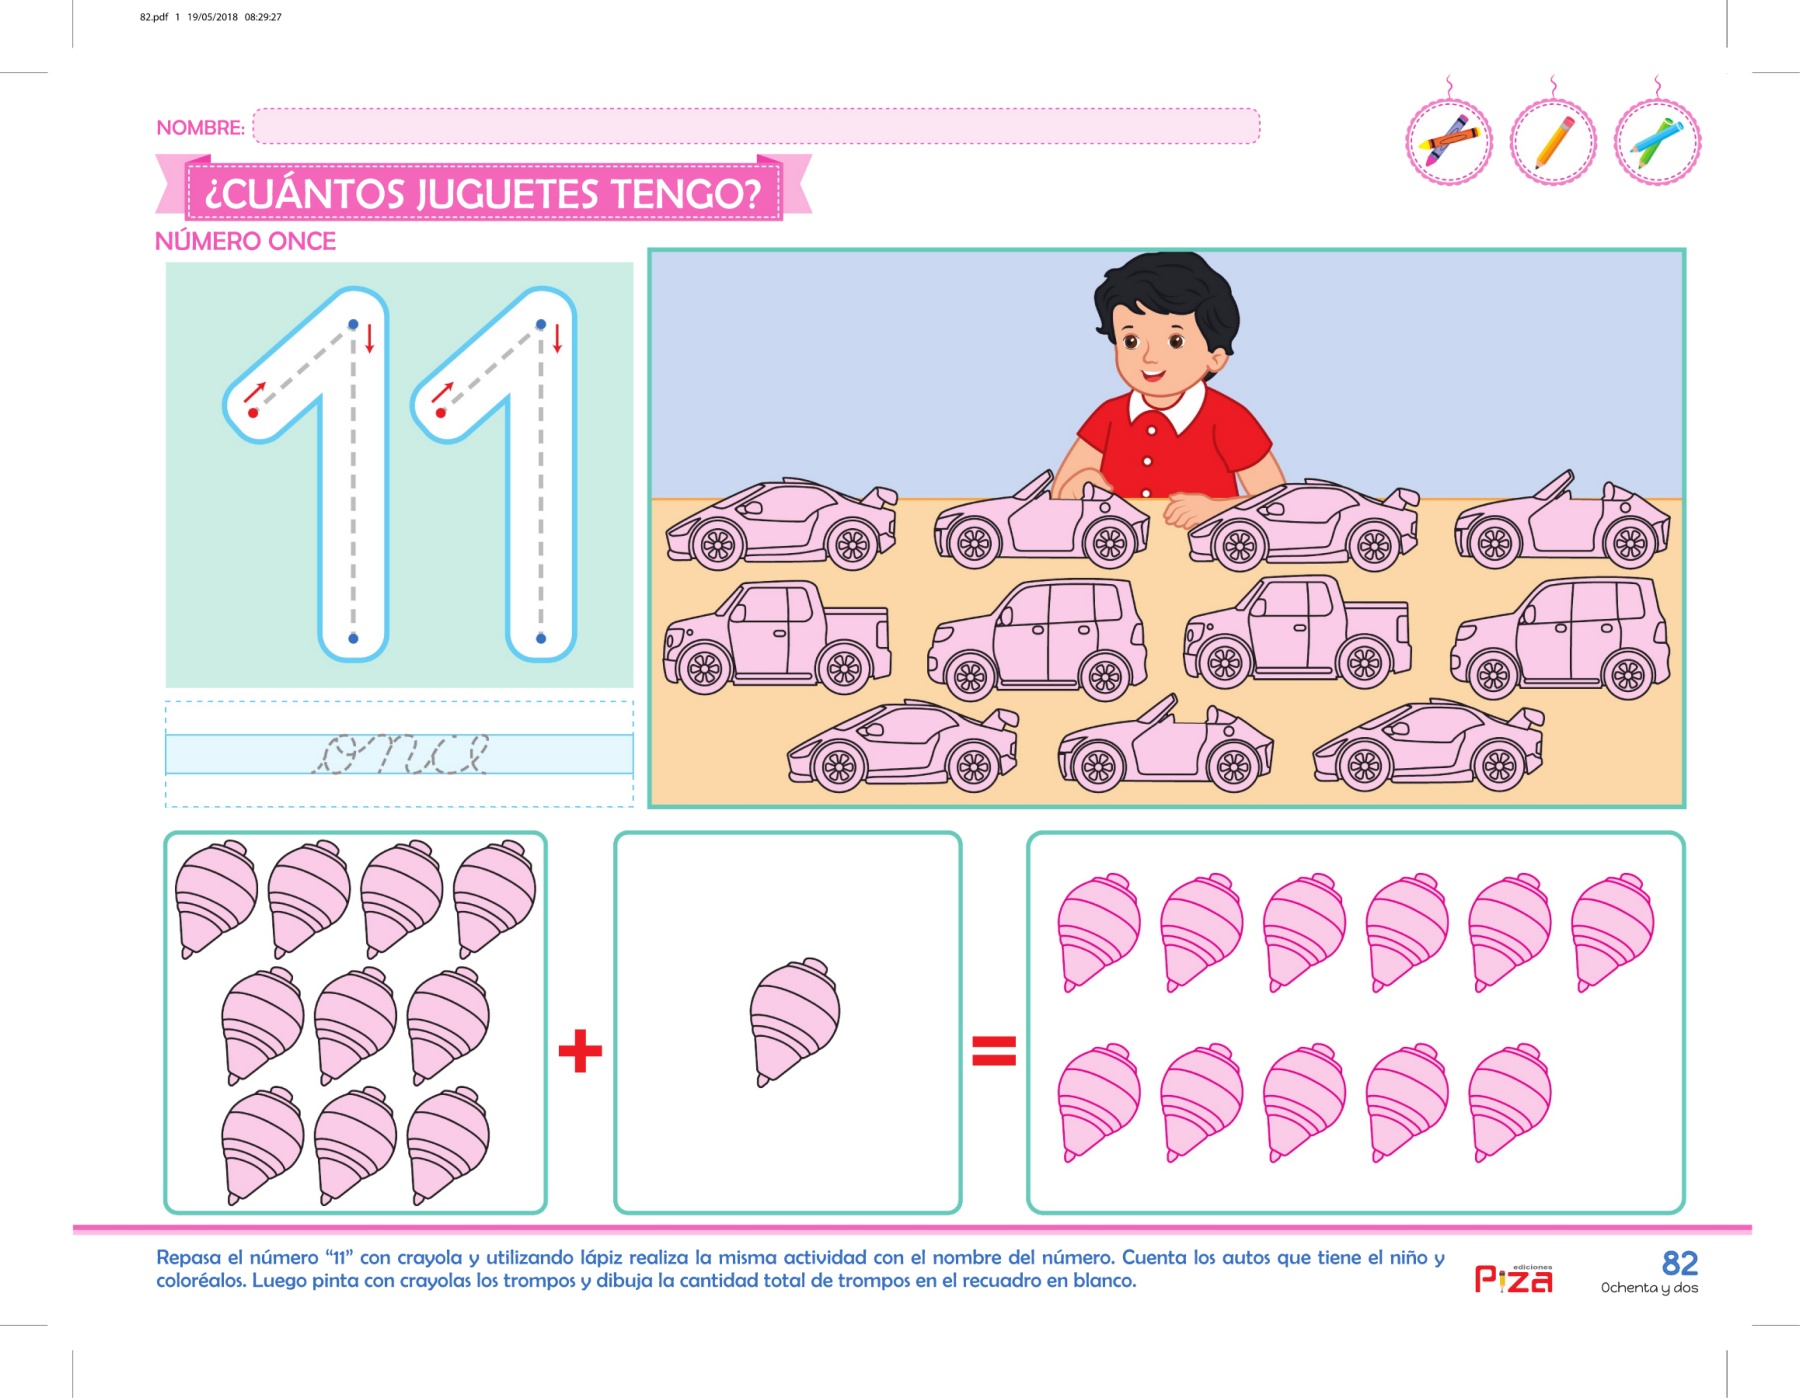 82.pdf 1 19/05/2018 08:29:27
NOMBRE:
¿CUÁNTOS JUGUETES TENGO?
NÚMERO ONCE
11
once
+
=
Repasa el número “11” con crayola y utilizando lápiz realiza la misma actividad con el nombre del número. Cuenta los autos que tiene el niño y
coloréalos. Luego pinta con crayolas los trompos y dibuja la cantidad total de trompos en el recuadro en blanco.
ediciones
Piza
82
Ochenta y dos